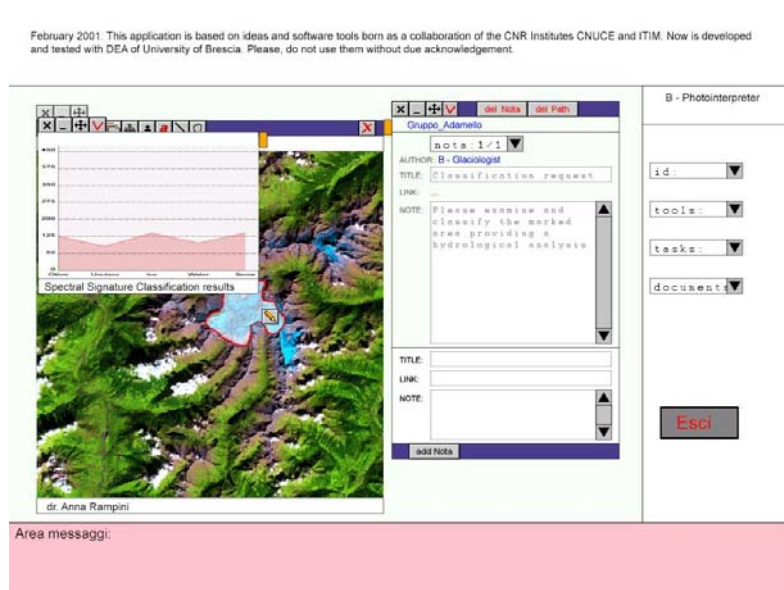 February 2001. This application is based on ideas and software tools born as a collaboration of the CNR Institutes CNUCE and ITIM. Now is developed
and tested with DEA of University of Brescia. Please, do not use them without due acknowledgement.
B - Photointerpreter
del Nota del Path
Gruppo_Adamello
nota:1/1
AUTHOR: B - Glaciologist
TITLE: Classification request
LINK: ...
NOTE: Please examine and
classify the marked
area providing a
hydrological analysis
TITLE:
LINK:
NOTE:
add Nota
Spectral Signature Classification results
dr. Anna Rampini
id:
tools:
tasks:
documents
Esci
Area messaggi: